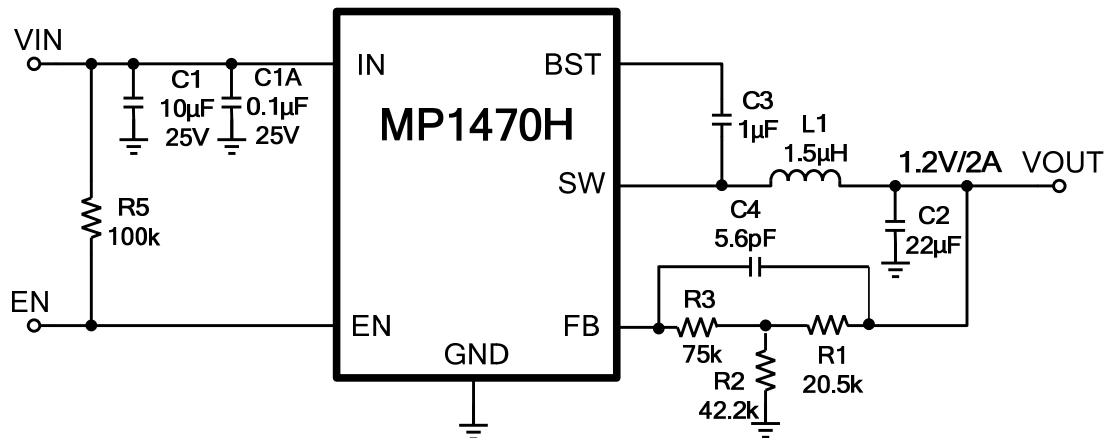 VIN
IN
BST
C1
10µF
25V
C1A
0.1µF
25V
MP1470H
C3
1µF
L1
1.5µH
SW
1.2V/2A
VOUT
R5
100k
C4
5.6pF
C2
22µF
EN
EN
FB
R3
75k
R1
20.5k
GND
R2
42.2k